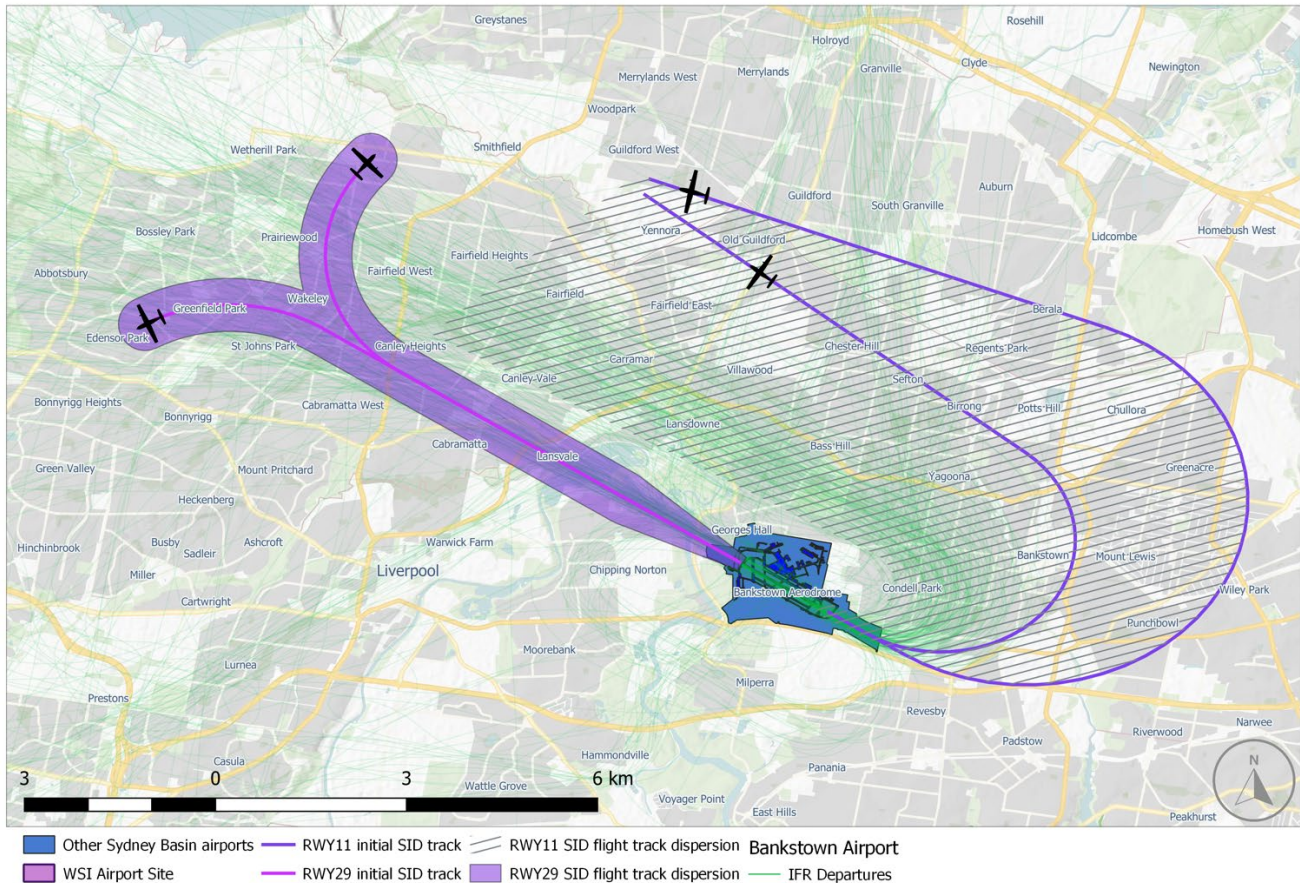 Greystanes
Rosehill
Holroyd
Clyde
Newington
Merrylands West
Merrylands
Granville
Woodpark
Wetherill Park
Smithfield
Guildford West
Guildford
Auburn
South Granville
Bossley Park
Prairiewood
Yennora
Old Guildford
Lidcombe
Homebush West
Abbotsbury
Fairfield West
Fairfield Heights
Fairfield
Fairfield East
Greenfield Park
Wakeley
Berala
Edensor Park
St Johns Park
Canley Heights
Chester Hill
Regents Park
Carramar
Villawood
Canley Vale
Sefton
Bonnyrigg Heights
Bonnyrigg
Cabramatta West
Birrong
Potts Hill
Chullora
Lansdowne
Bass Hill
Cabramatta
Lansvale
Green Valley
Mount Pritchard
Yagoona
Greenacre
Heckenberg
Georges Hall
Hinchinbrook
Busby
Ashcroft
Warwick Farm
Sadleir
Bankstown
Mount Lewis
Miller
Liverpool
Chipping Norton
Cartwright
Bankstown Aerodrome
Condell Park
Wiley Park
Punchbowl
Moorebank
Lurnea
Milperra
Prestons
Revesby
Narwee
Riverwood
Padstow
Hammondville
Casula
Panania
Wattle Grove
Voyager Point
East Hills
Peakhurst
N
3 0 3 6 km
Other Sydney Basin airports RWY11 initial SID track RWY11 SID flight track dispersion Bankstown Airport
WSI Airport Site RWY29 initial SID track RWY29 SID flight track dispersion IFR Departures